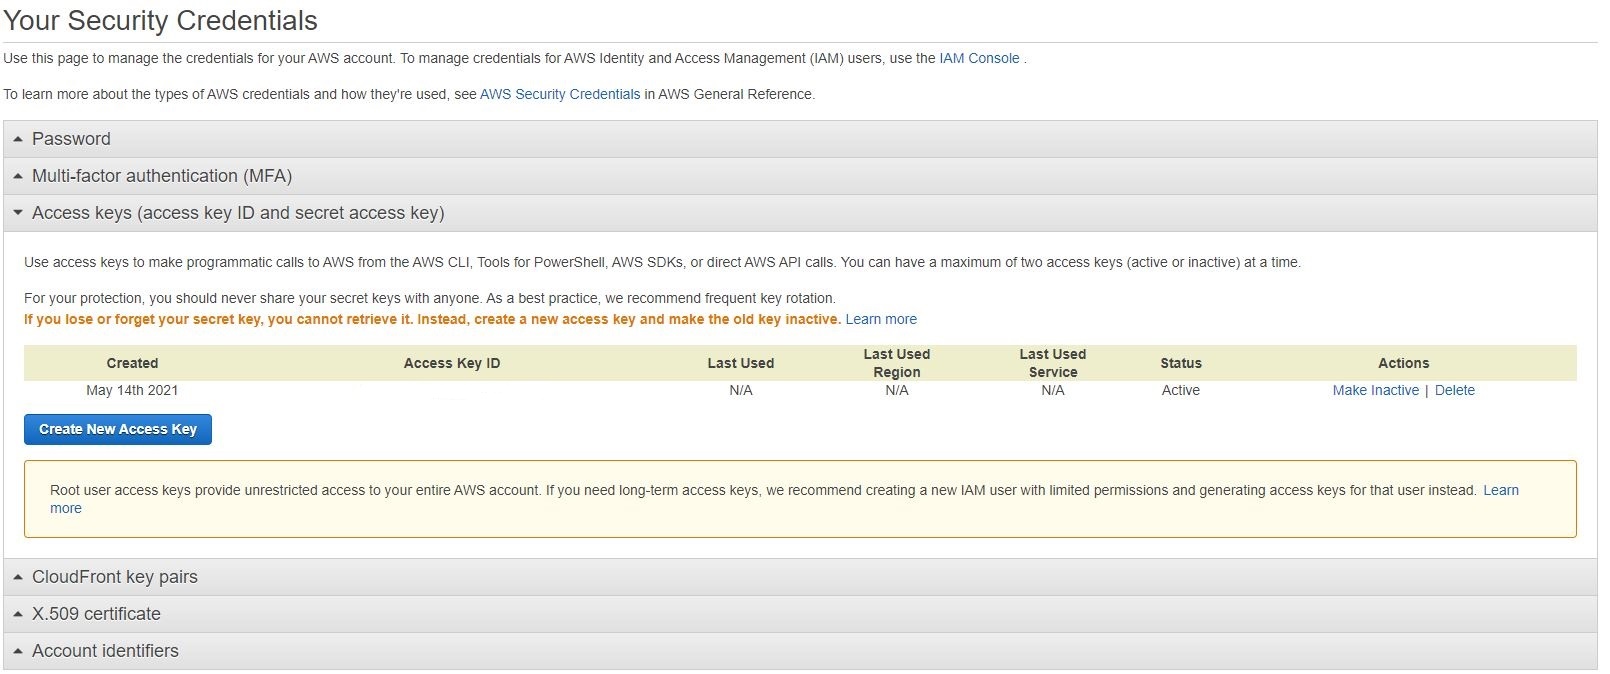 Your Security Credentials
Use this page to manage the credentials for your AWS account. To manage credentials for AWS Identity and Access Management (IAM) users, use the IAM Console .
To learn more about the types of AWS credentials and how they're used, see AWS Security Credentials in AWS General Reference.
Password
Multi-factor authentication (MFA)
Access keys (access key ID and secret access key)
Use access keys to make programmatic calls to AWS from the AWS CLI, Tools for PowerShell, AWS SDKs, or direct AWS API calls. You can have a maximum of two access keys (active or inactive) at a time.
For your protection, you should never share your secret keys with anyone. As a best practice, we recommend frequent key rotation.
If you lose or forget your secret key, you cannot retrieve it. Instead, create a new access key and make the old key inactive. Learn more
Created Access Key ID Last Used Last Used Region Last Used Service Status Actions
May 14th 2021 N/A N/A N/A Active Make Inactive | Delete
Create New Access Key
Root user access keys provide unrestricted access to your entire AWS account. If you need long-term access keys, we recommend creating a new IAM user with limited permissions and generating access keys for that user instead. Learn
more
CloudFront key pairs
X.509 certificate
Account identifiers